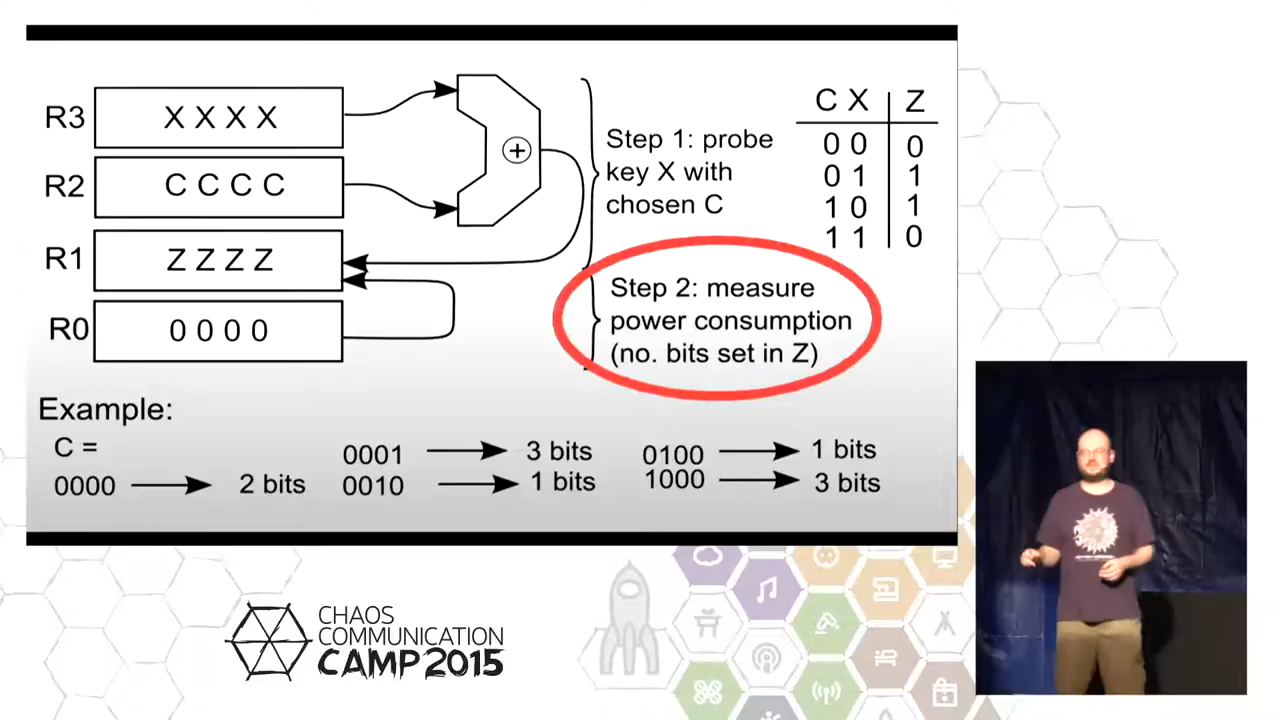 R3
X X X X
R2
C C C C
R1
Z Z Z Z
R0
0 0 0 0
+
Step 1: probe
key X with
chosen C
Step 2: measure
power consumption
(no. bits set in Z)
C X Z
0 0 0
0 1 1
1 0 1
1 1 0
Example:
C =
0000 2 bits
0001 3 bits
0010 1 bits
0100 1 bits
1000 3 bits
CHAOS
COMMUNICATION
CAMP 2015